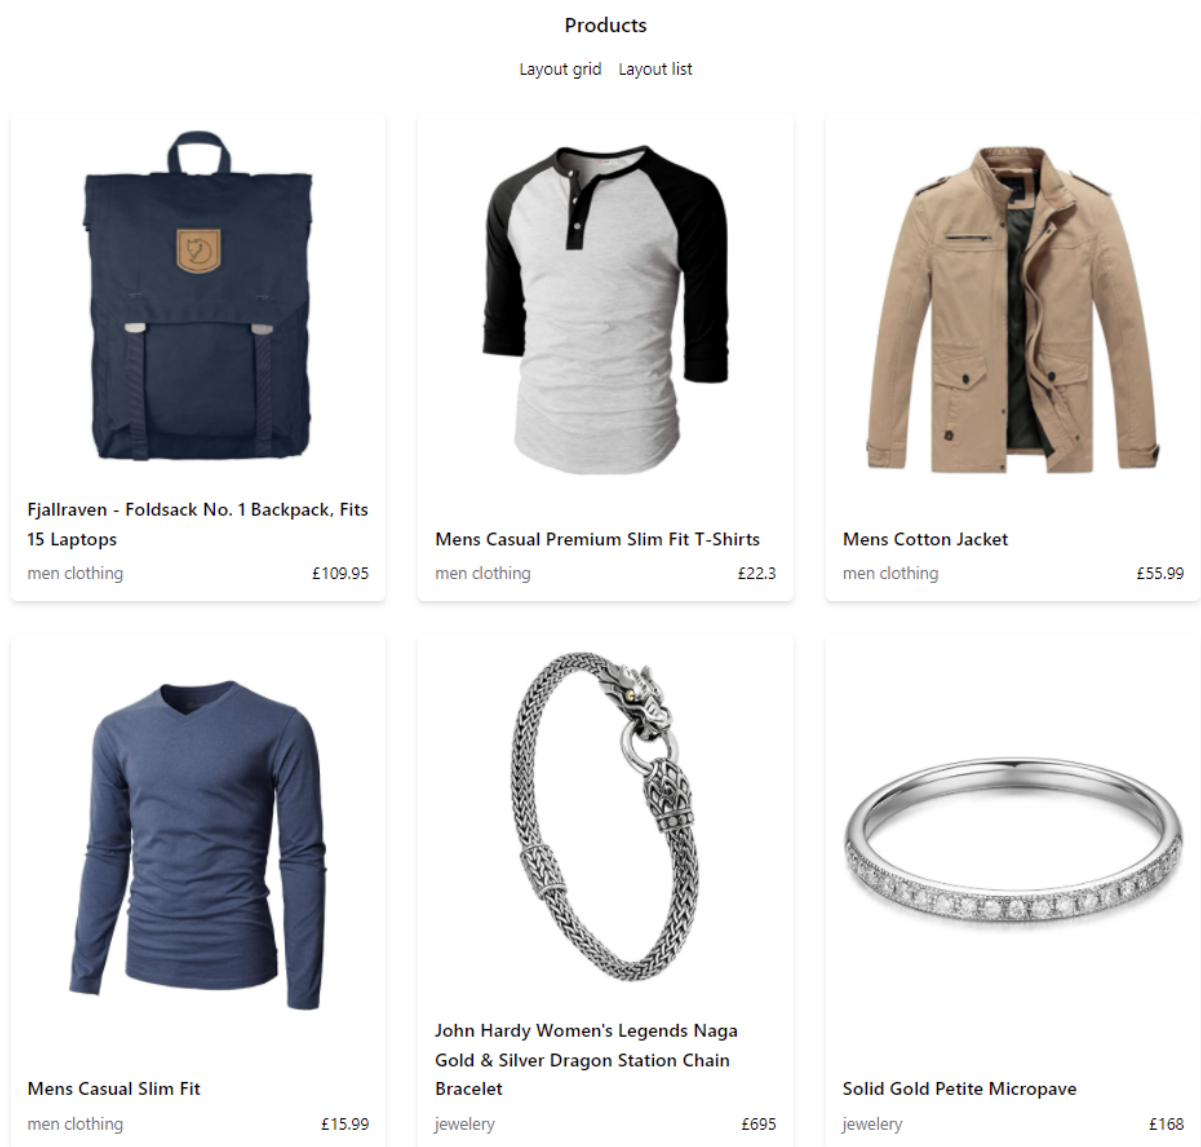 Products
Layout grid Layout list
Fjallraven - Foldsack No. 1 Backpack, Fits
15 Laptops
men clothing £109.95
Mens Casual Premium Slim Fit T-Shirts
men clothing £22.3
Mens Cotton Jacket
men clothing £55.99
Mens Casual Slim Fit
men clothing £15.99
John Hardy Women's Legends Naga
Gold & Silver Dragon Station Chain
Bracelet
jewelery £695
Solid Gold Petite Micropave
jewelery £168